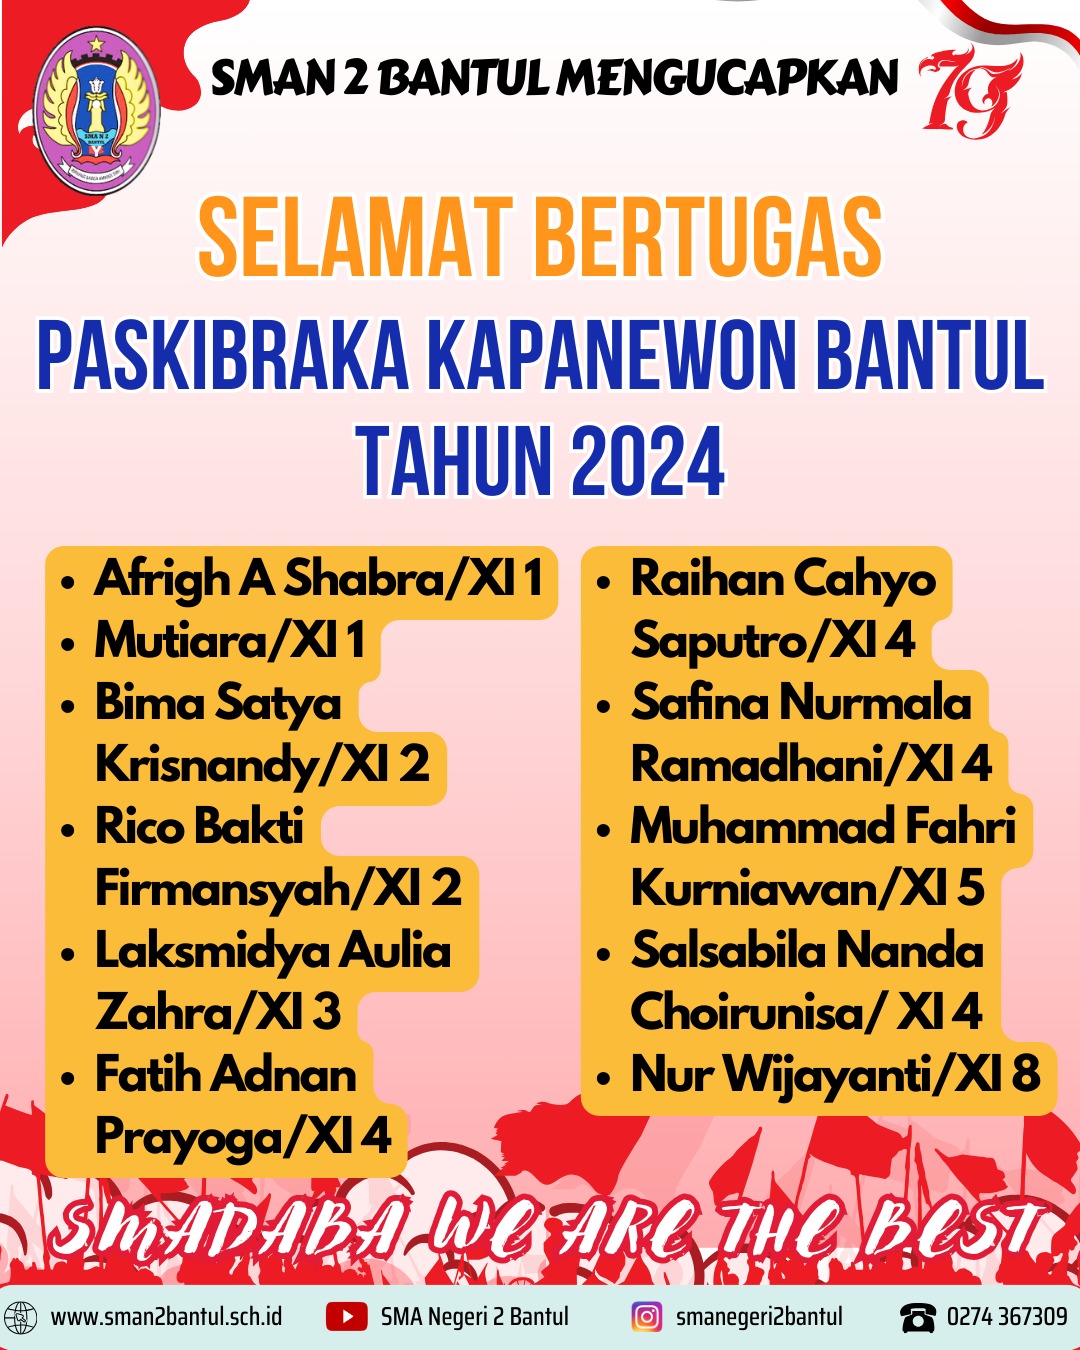 SMAN 2 BANTUL MENGUCAPKAN
79
SMA N 2
BANTUL
SELAMAT BERTUGAS
PASKIBRAKA KAPANEWON BANTUL
TAHUN 2024
• Afrigh A Shabra/XI 1
• Mutiara/XI 1
• Bima Satya
Krisnandy/XI 2
• Rico Bakti
Firmansyah/XI 2
• Laksmidya Aulia
Zahra/XI 3
• Fatih Adnan
Prayoga/XI 4
• Raihan Cahyo
Saputro/XI 4
• Safina Nurmala
Ramadhani/XI 4
• Muhammad Fahri
Kurniawan/XI 5
• Salsabila Nanda
Choirunisa/ XI 4
• Nur Wijayanti/XI 8
SMADABA WE ARE THE BEST
www.sman2bantul.sch.id
SMA Negeri 2 Bantul
smanegeri2bantul
0274 367309